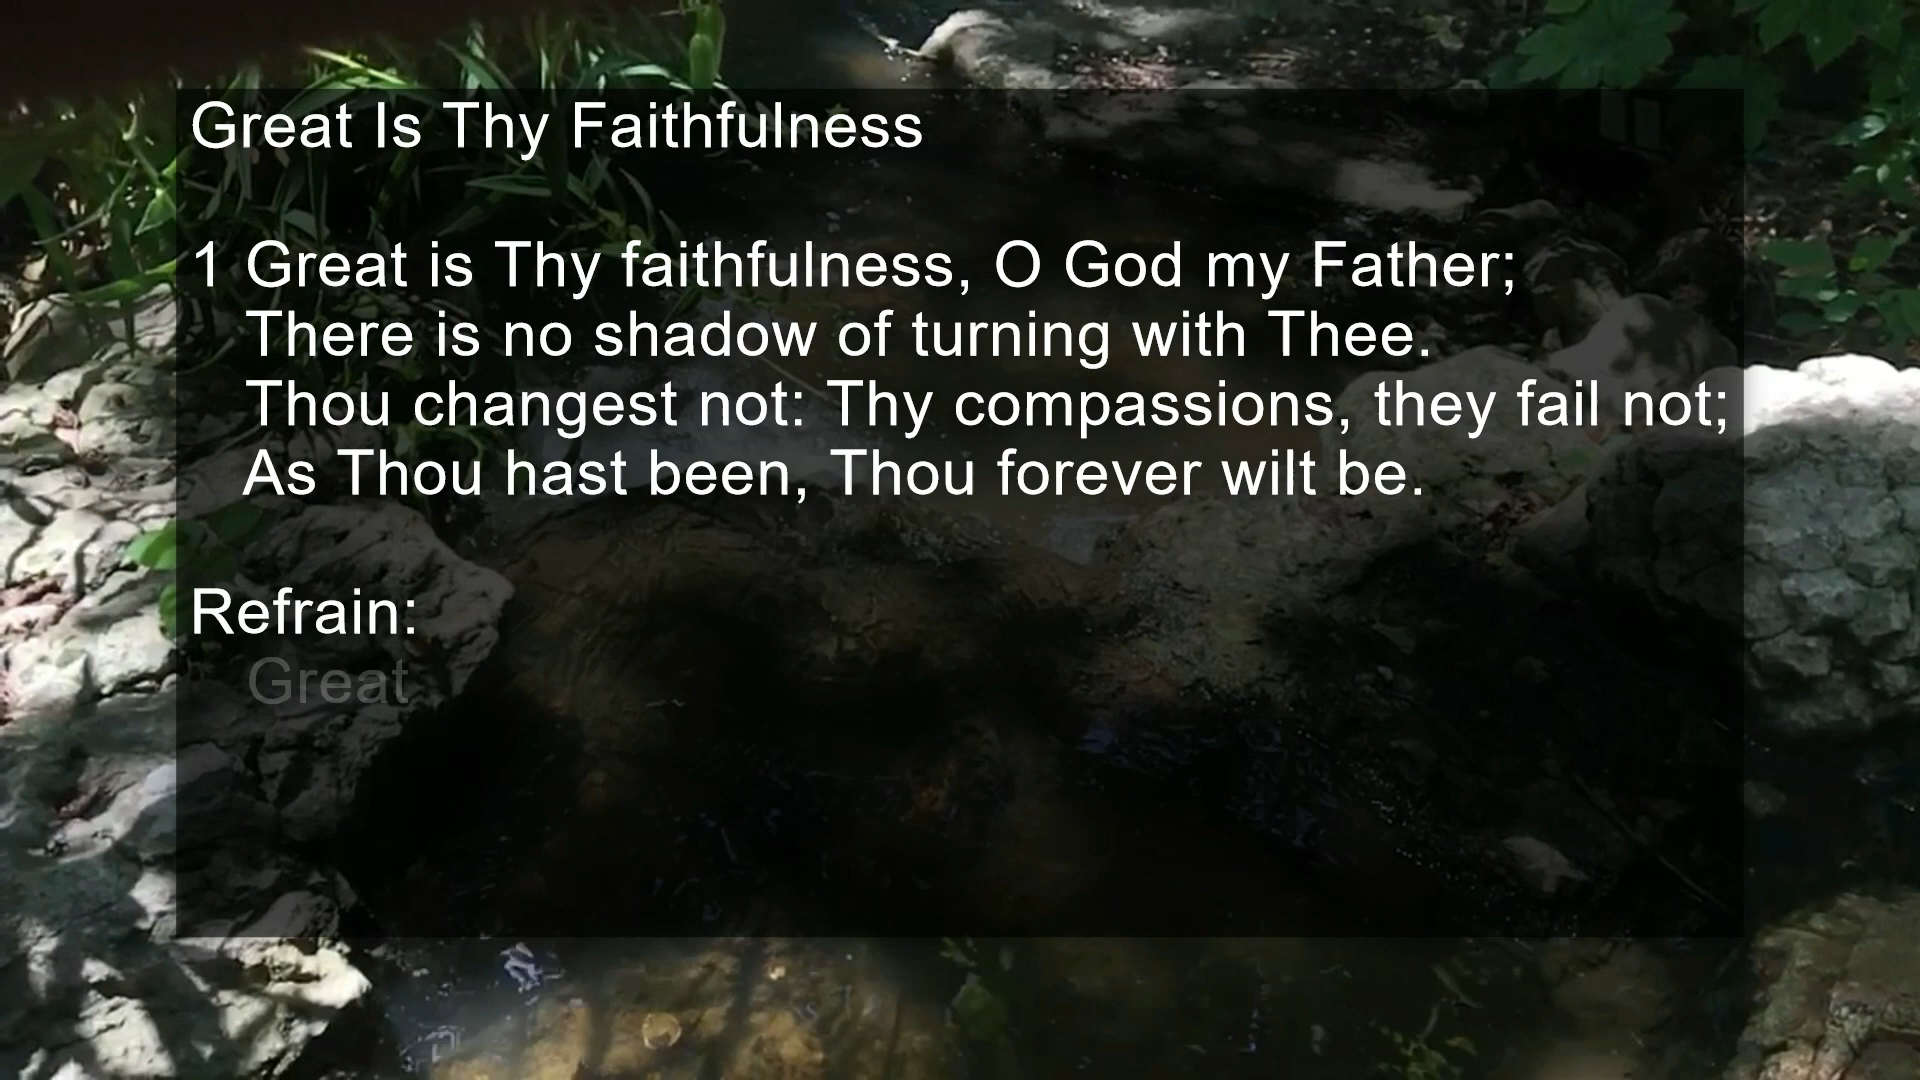 Great Is Thy Faithfulness
1 Great is Thy faithfulness, O God my Father;
There is no shadow of turning with Thee.
Thou changest not: Thy compassions, they fail not;
As Thou hast been, Thou forever wilt be.
Refrain:
Great